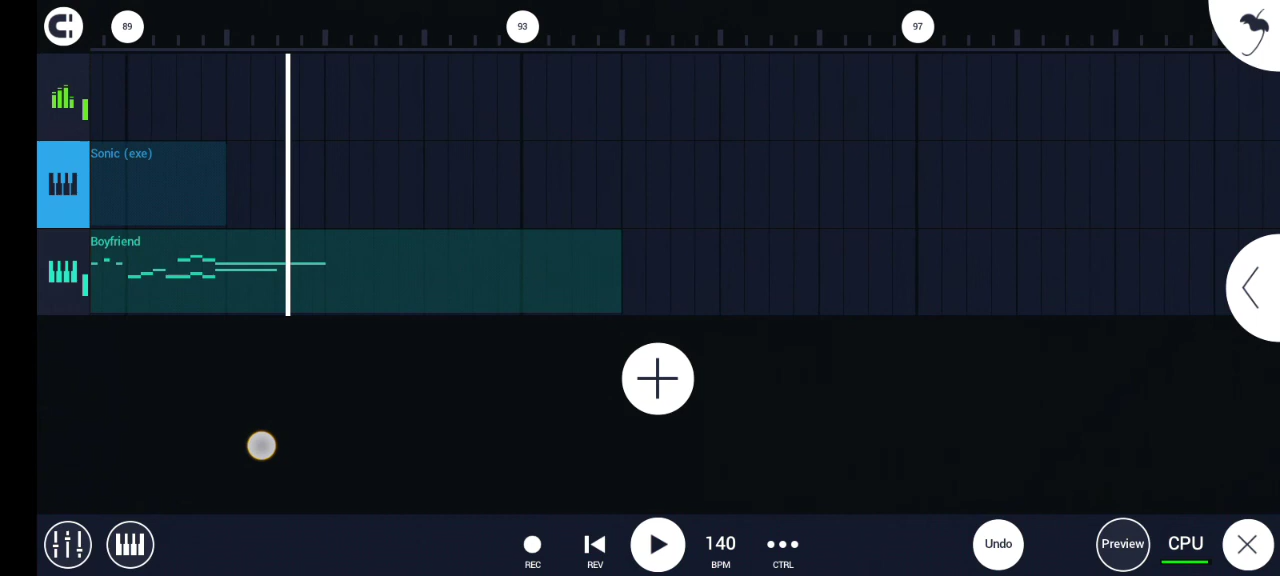 89 93 97
Sonic (exe)
Boyfriend
140
REC REV BPM CTRL
Undo
Preview
CPU